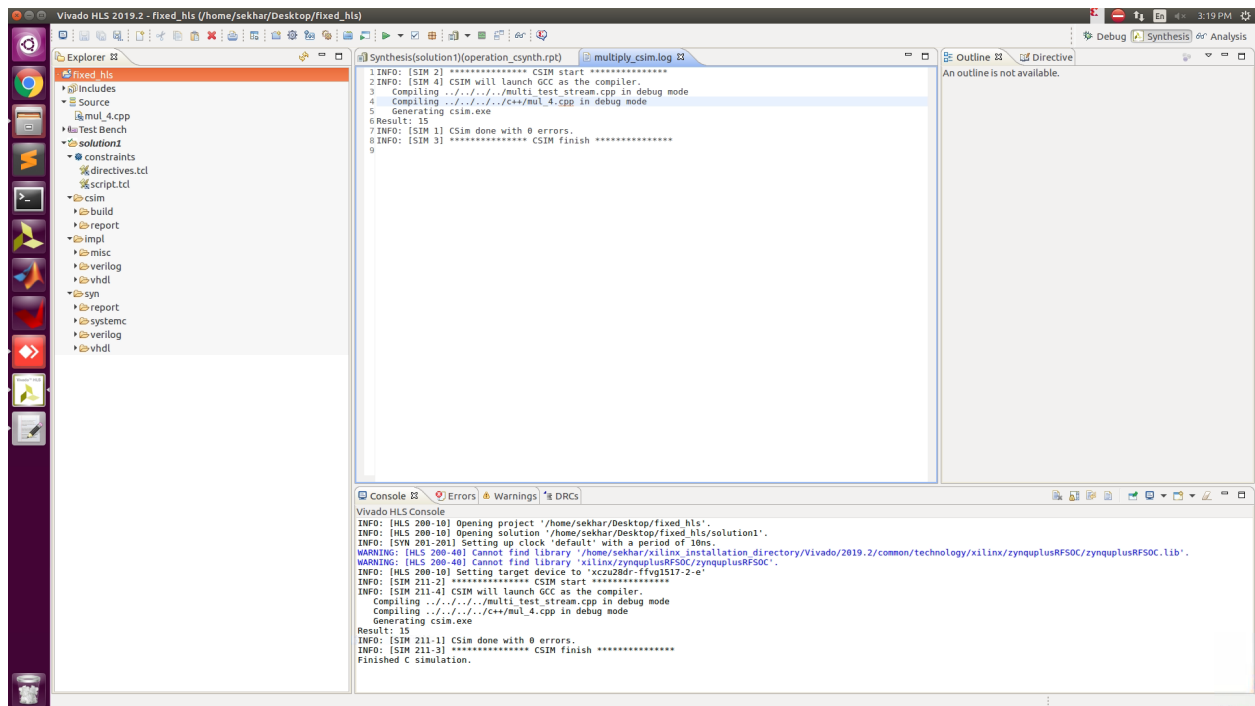 Vivado HLS 2019.2 - fixed_hls (/home/sekhar/Desktop/fixed_hls)
En
3:19 PM
Debug
Synthesis
Analysis
Explorer
fixed_hls
Includes
Source
mul_4.cpp
Test Bench
solution1
constraints
directives.tcl
script.tcl
csim
build
report
impl
misc
verilog
vhdl
syn
report
systemc
verilog
vhdl
Synthesis(solution1)(operation_csynth.rpt)
multiply_csim.log
1 INFO: [SIM 2] *************** CSIM start ***************
2 INFO: [SIM 4] CSIM will launch GCC as the compiler.
3 Compiling ../../../../multi_test_stream.cpp in debug mode
4 Compiling ../../../../c++/mul_4.cpp in debug mode
5 Generating csim.exe
6 Result: 15
7 INFO: [SIM 1] CSim done with 0 errors.
8 INFO: [SIM 3] *************** CSIM finish ***************
9
Outline
Directive
An outline is not available.
Console
Errors
Warnings
DRCs
Vivado HLS Console
INFO: [HLS 200-10] Opening project '/home/sekhar/Desktop/fixed_hls'.
INFO: [HLS 200-10] Opening solution '/home/sekhar/Desktop/fixed_hls/solution1'.
INFO: [SYN 201-201] Setting up clock 'default' with a period of 10ns.
WARNING: [HLS 200-40] Cannot find library '/home/sekhar/xilinx_installation_directory/Vivado/2019.2/common/technology/xilinx/zynquplusRFSOC/zynquplusRFSOC.lib'.
WARNING: [HLS 200-40] Cannot find library 'xilinx/zynquplusRFSOC/zynquplusRFSOC'.
INFO: [HLS 200-10] Setting target device to 'xczu28dr-ffvg1517-2-e'
INFO: [SIM 211-2] *************** CSIM start ***************
INFO: [SIM 211-4] CSIM will launch GCC as the compiler.
Compiling ../../../../multi_test_stream.cpp in debug mode
Compiling ../../../../c++/mul_4.cpp in debug mode
Generating csim.exe
Result: 15
INFO: [SIM 211-1] CSim done with 0 errors.
INFO: [SIM 211-3] *************** CSIM finish ***************
Finished C simulation.